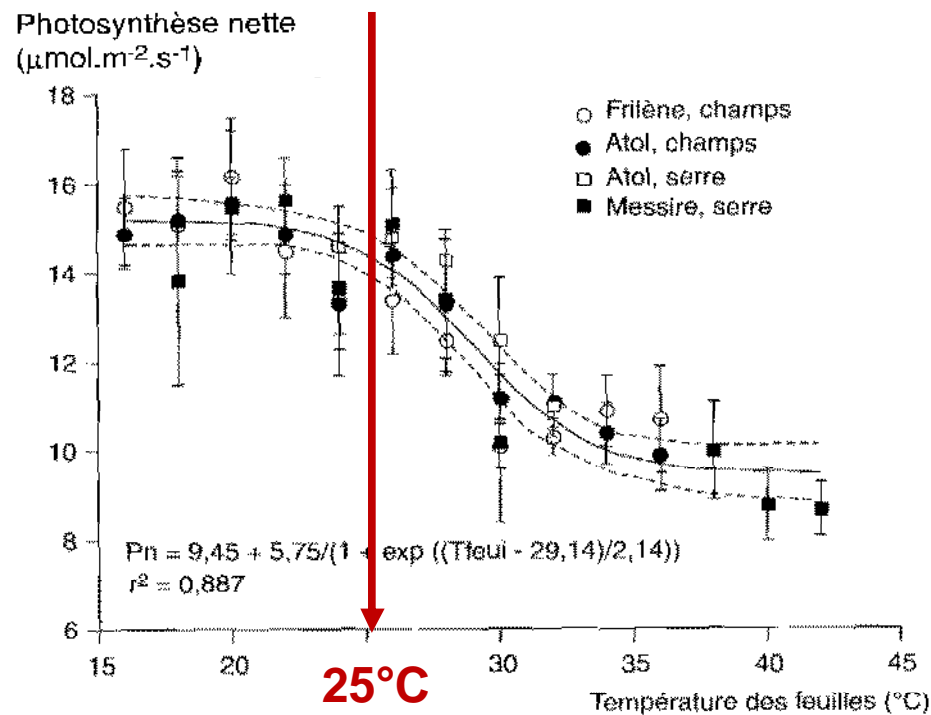 Photosynthèse nette
(µmol.m-2.s-1)
18
16
14
12
10
8
6
Frilène, champs
Atol, champs
Atol, serre
Messire, serre
Pn = 9,45 + 5,75/(1 + exp ((Tfeui - 29,14)/2,14))
r² = 0,887
15
20
30
35
40
45
25°C
Température des feuilles (°C)